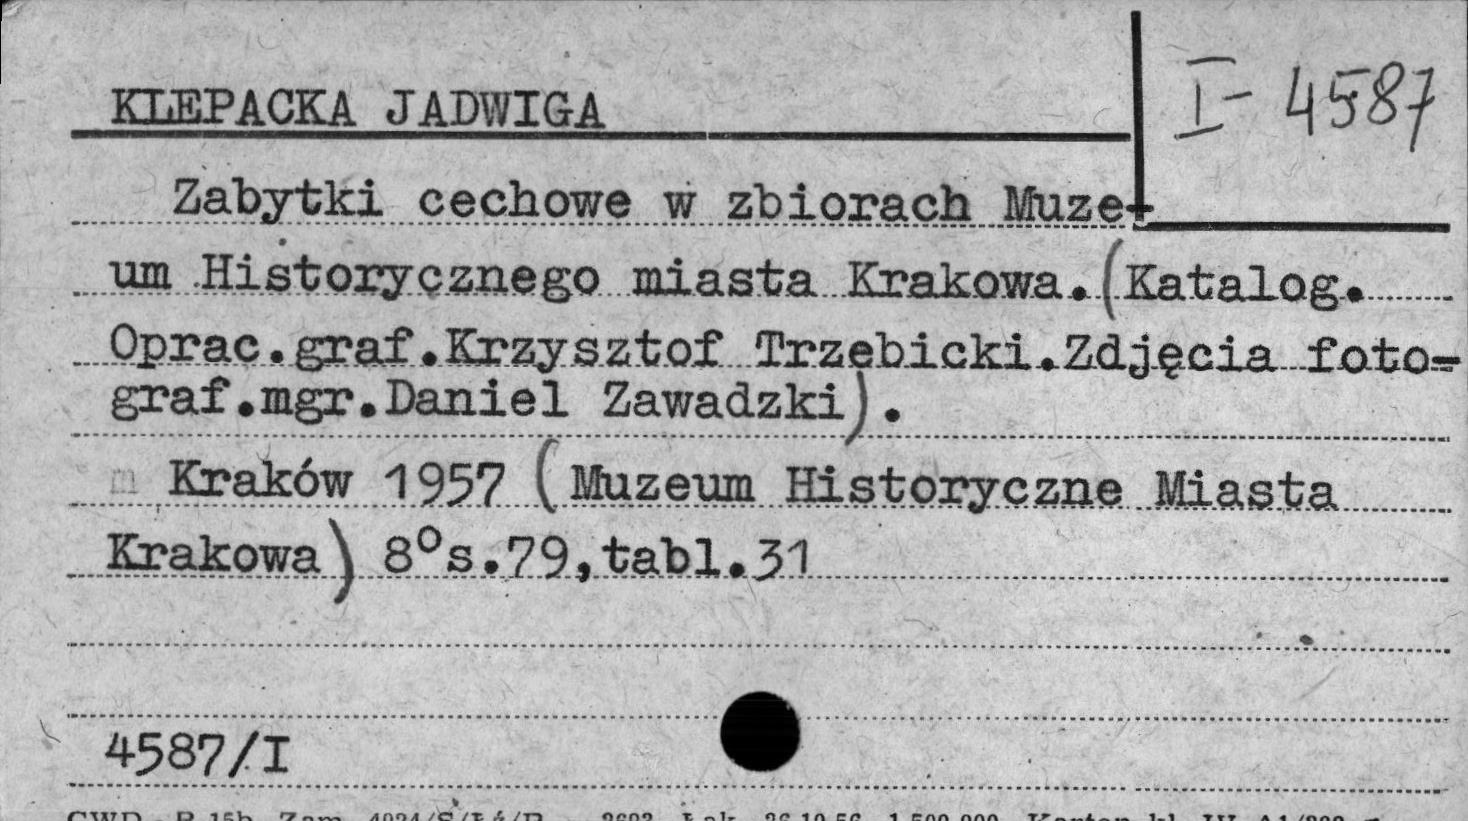 KLEPACKA JADWIGA
I- 4587
Zabytki cechowe w zbiorach Muze-
um Historycznego miasta Krakowa.(Katalog.
Oprac.graf.Krzysztof Trzebicki.Zdjęcia foto=
graf.mgr.Daniel Zawadzki).
m Kraków 1957 (Muzeum Historyczne Miasta
Krakowa) 8°s.79,tabl.31
4587/I